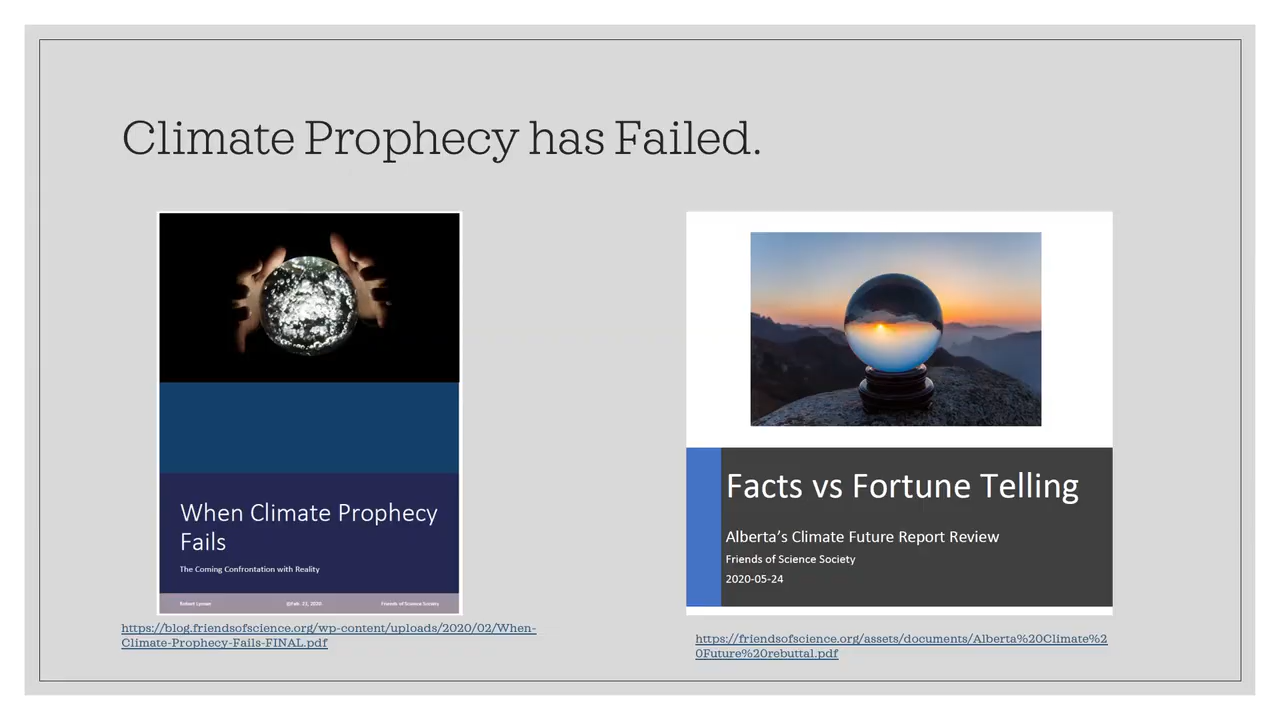 Climate Prophecy has Failed.
When Climate Prophecy
Fails
The Coming Confrontation with Reality
Robert Lyman @Feb. 21, 2020 Friends of Science Society
https://blog.friendsofscience.org/wp-content/uploads/2020/02/When-
Climate-Prophecy-Fails-FINAL.pdf
Facts vs Fortune Telling
Alberta’s Climate Future Report Review
Friends of Science Society
2020-05-24
https://friendsofscience.org/assets/documents/Alberta%20Climate%2
0Future%20rebuttal.pdf